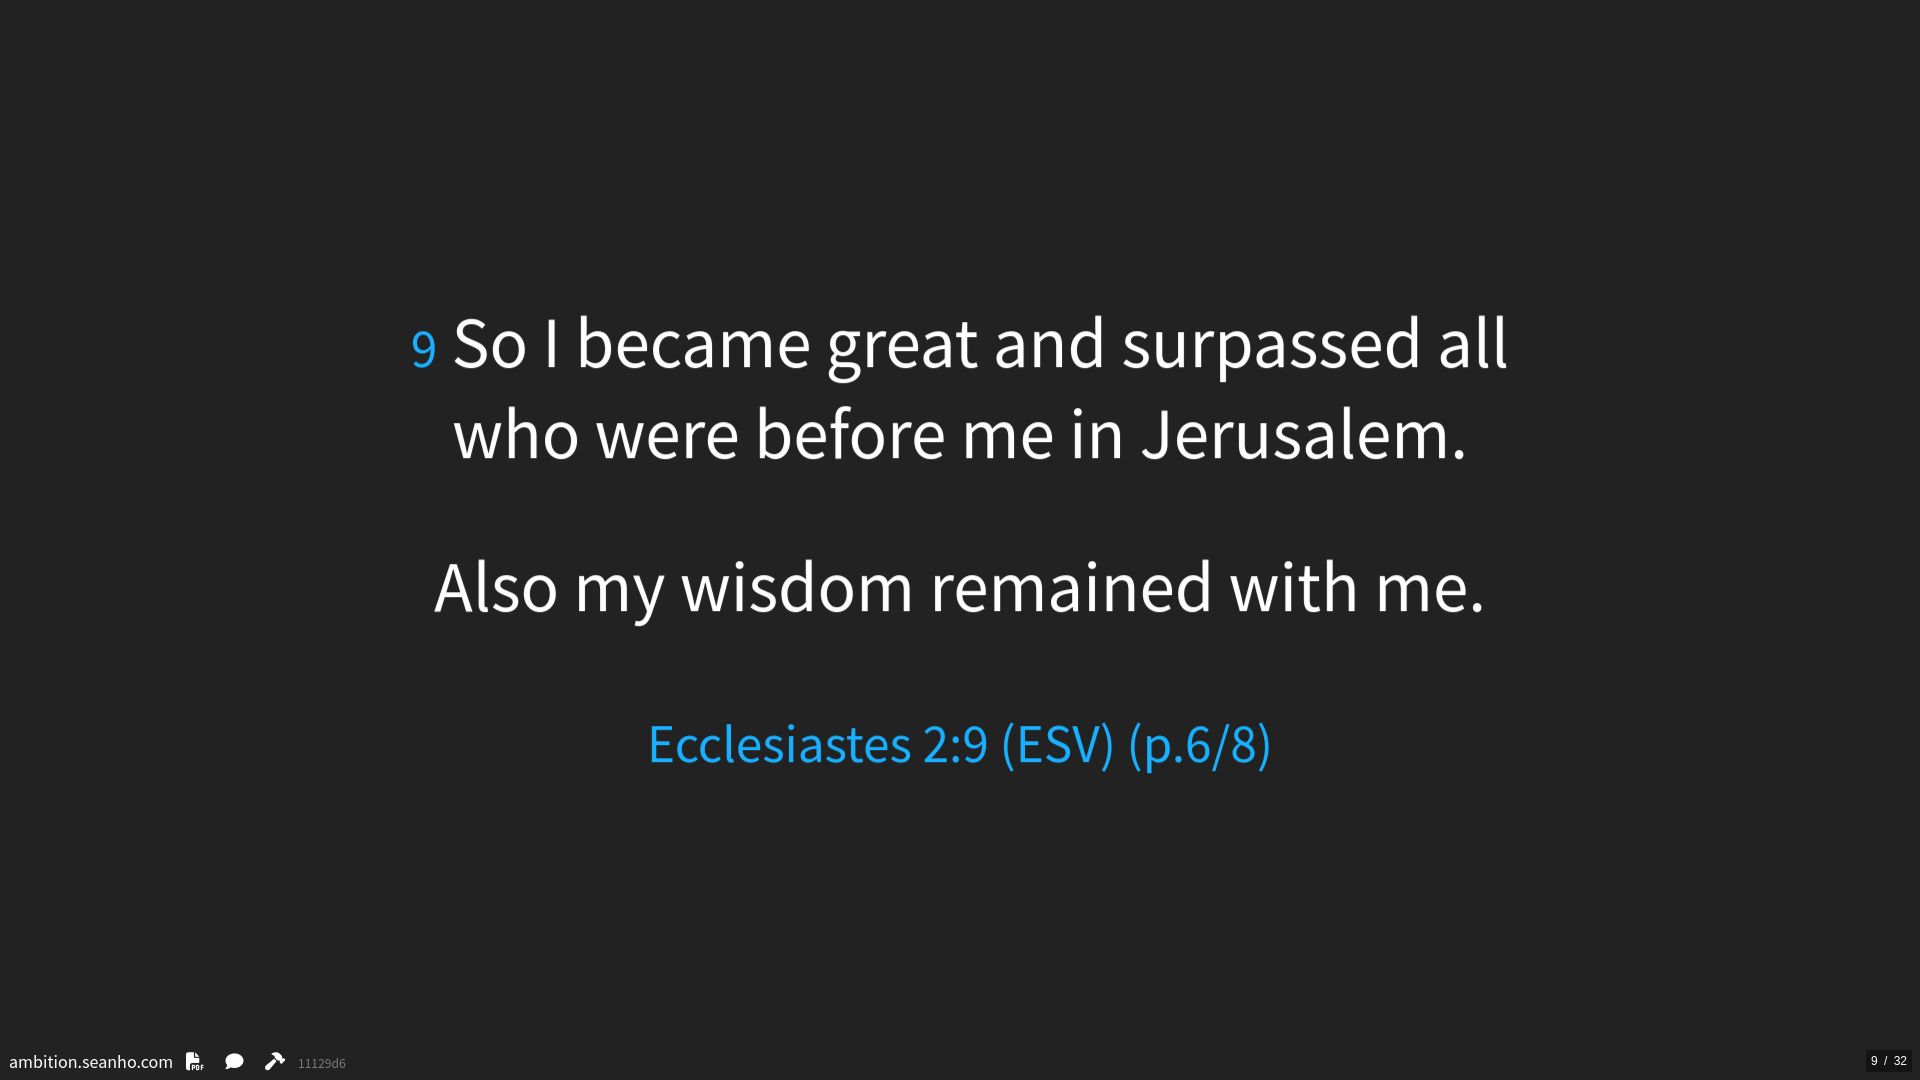 9 So I became great and surpassed all
who were before me in Jerusalem.
Also my wisdom remained with me.
Ecclesiastes 2:9 (ESV) (p.6/8)
ambition.seanho.com PDF 11129d6
9 / 32